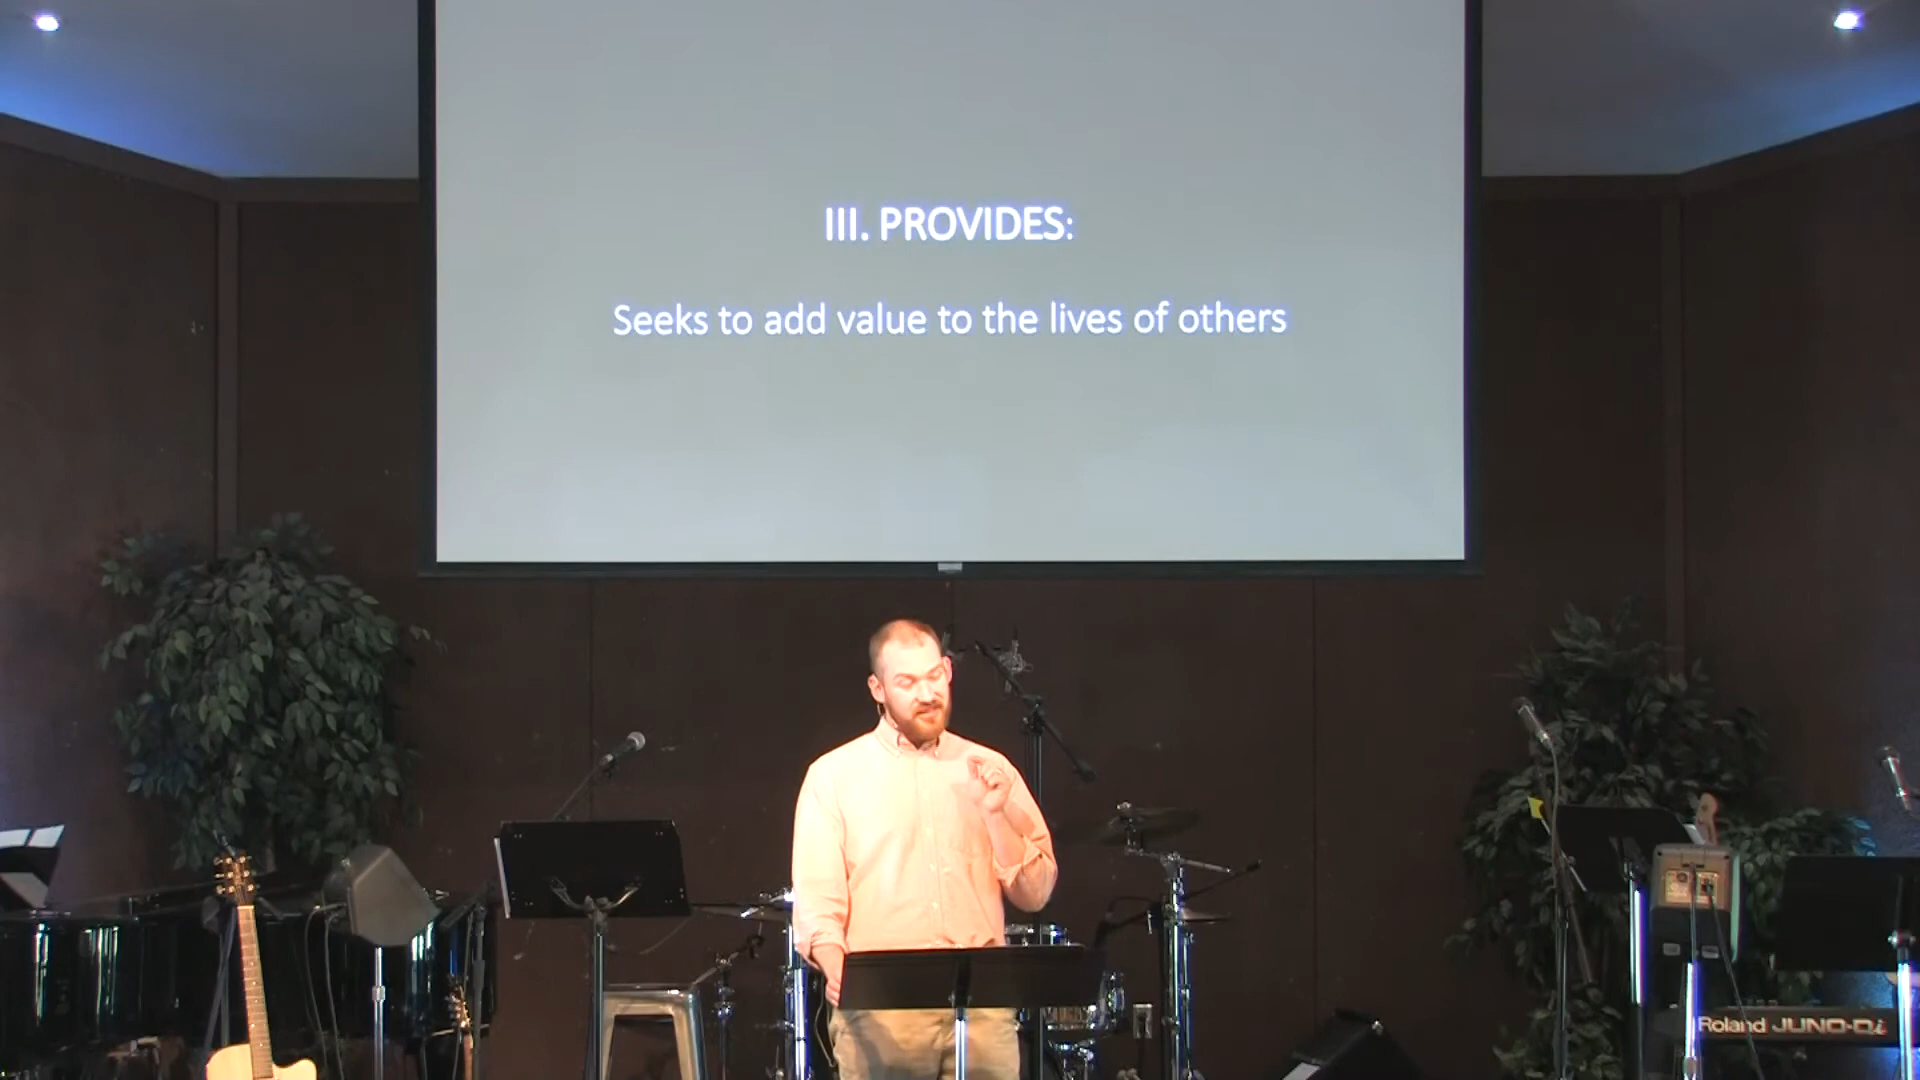 III. PROVIDES:
Seeks to add value to the lives of others
Roland JUNO-Di